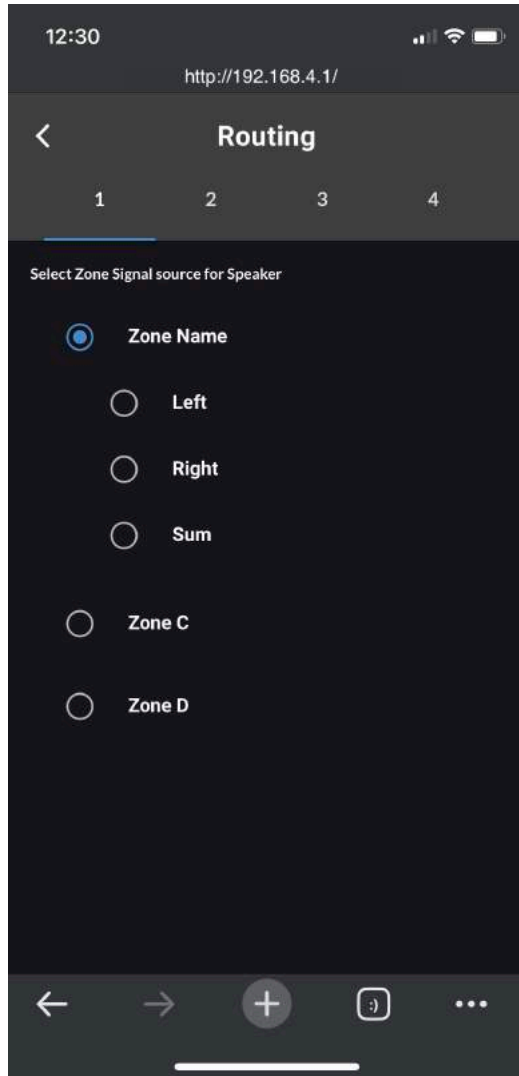 12:30
http://192.168.4.1/
Routing
1 2 3 4
Select Zone Signal source for Speaker
Zone Name
Left
Right
Sum
Zone C
Zone D
:)